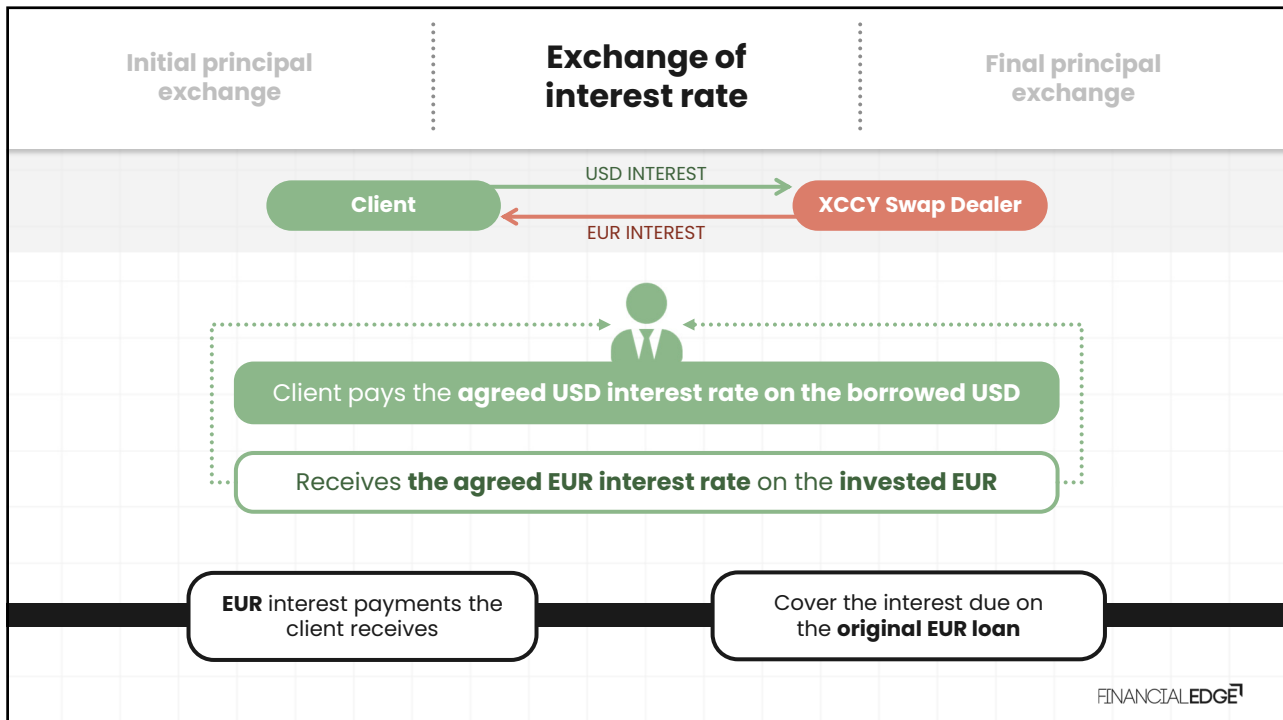 Initial principal
exchange
Exchange of
interest rate
Final principal
exchange
USD INTEREST
Client
XCCY Swap Dealer
EUR INTEREST
Client pays the agreed USD interest rate on the borrowed USD
Receives the agreed EUR interest rate on the invested EUR
EUR interest payments the
client receives
Cover the interest due on
the original EUR loan
FINANCIALEDGE